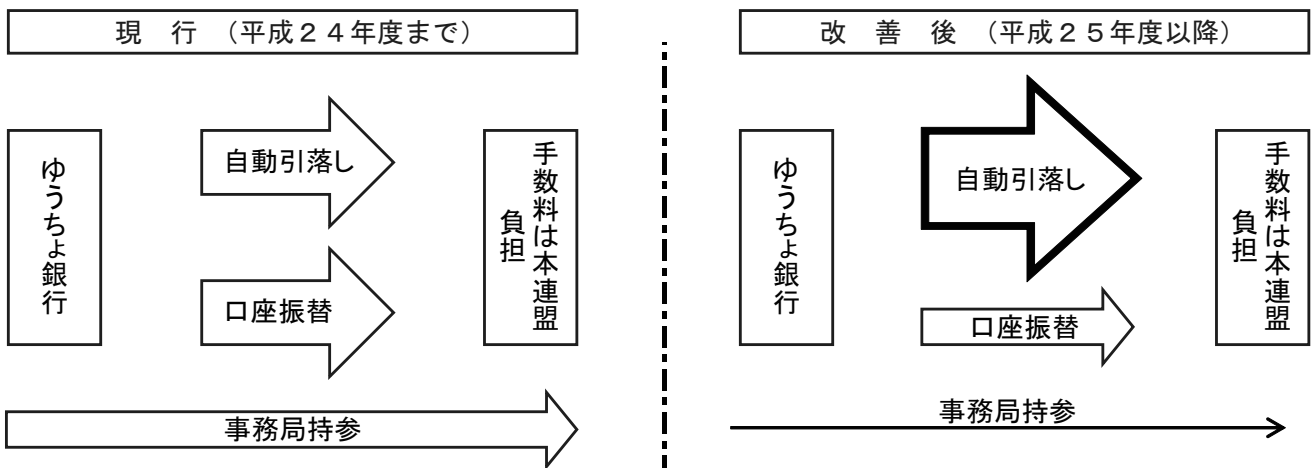 現 行 (平成２４年度まで)
ゆうちょ銀行
自動引落し
口座振替
手数料は本連盟
負担
事務局持参
改 善 後 (平成２５年度以降)
ゆうちょ銀行
自動引落し
口座振替
手数料は本連盟
負担
事務局持参